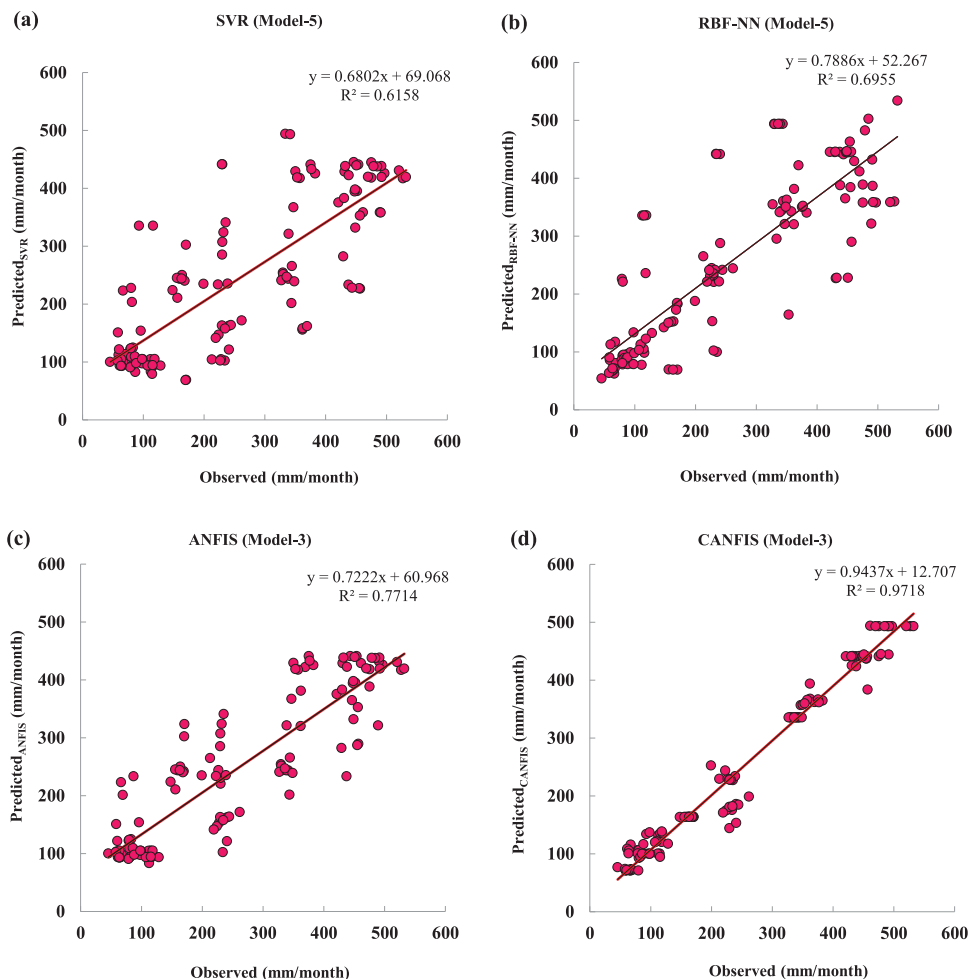 (a)
SVR (Model-5)
y = 0.6802x + 69.068
R² = 0.6158
Predicted_SVR (mm/month)
600
500
400
300
200
100
0
0 100 200 300 400 500 600
Observed (mm/month)
(b)
RBF-NN (Model-5)
y = 0.7886x + 52.267
R² = 0.6955
Predicted_RBF-NN (mm/month)
600
500
400
300
200
100
0
0 100 200 300 400 500 600
Observed (mm/month)
(c)
ANFIS (Model-3)
y = 0.7222x + 60.968
R² = 0.7714
Predicted_ANFIS (mm/month)
600
500
400
300
200
100
0
0 100 200 300 400 500 600
Observed (mm/month)
(d)
CANFIS (Model-3)
y = 0.9437x + 12.707
R² = 0.9718
Predicted_CANFIS (mm/month)
600
500
400
300
200
100
0
0 100 200 300 400 500 600
Observed (mm/month)